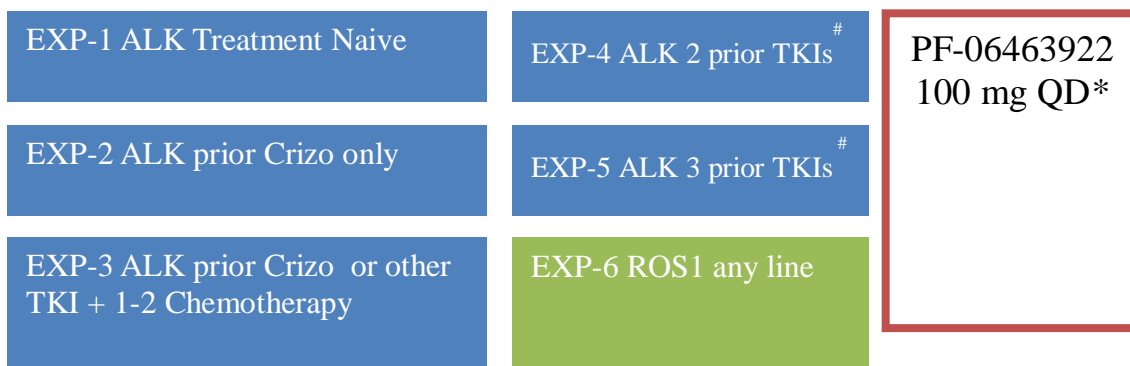 EXP-1 ALK Treatment Naive
EXP-2 ALK prior Crizo only
EXP-3 ALK prior Crizo or other
TKI + 1-2 Chemotherapy
EXP-4 ALK 2 prior TKIs#
EXP-5 ALK 3 prior TKIs#
EXP-6 ROS1 any line
PF-06463922
100 mg QD*